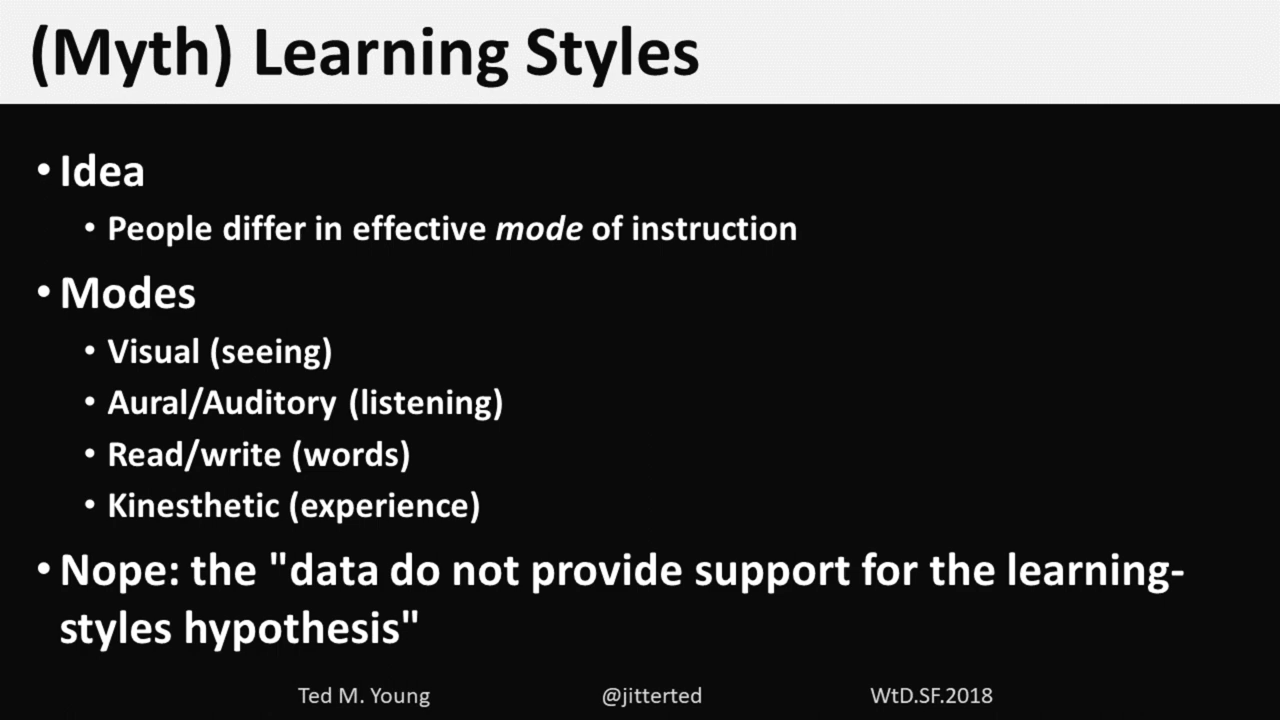 (Myth) Learning Styles
• Idea
• People differ in effective mode of instruction
• Modes
• Visual (seeing)
• Aural/Auditory (listening)
• Read/write (words)
• Kinesthetic (experience)
• Nope: the "data do not provide support for the learning-
styles hypothesis"
Ted M. Young @jitterted WtD.SF.2018